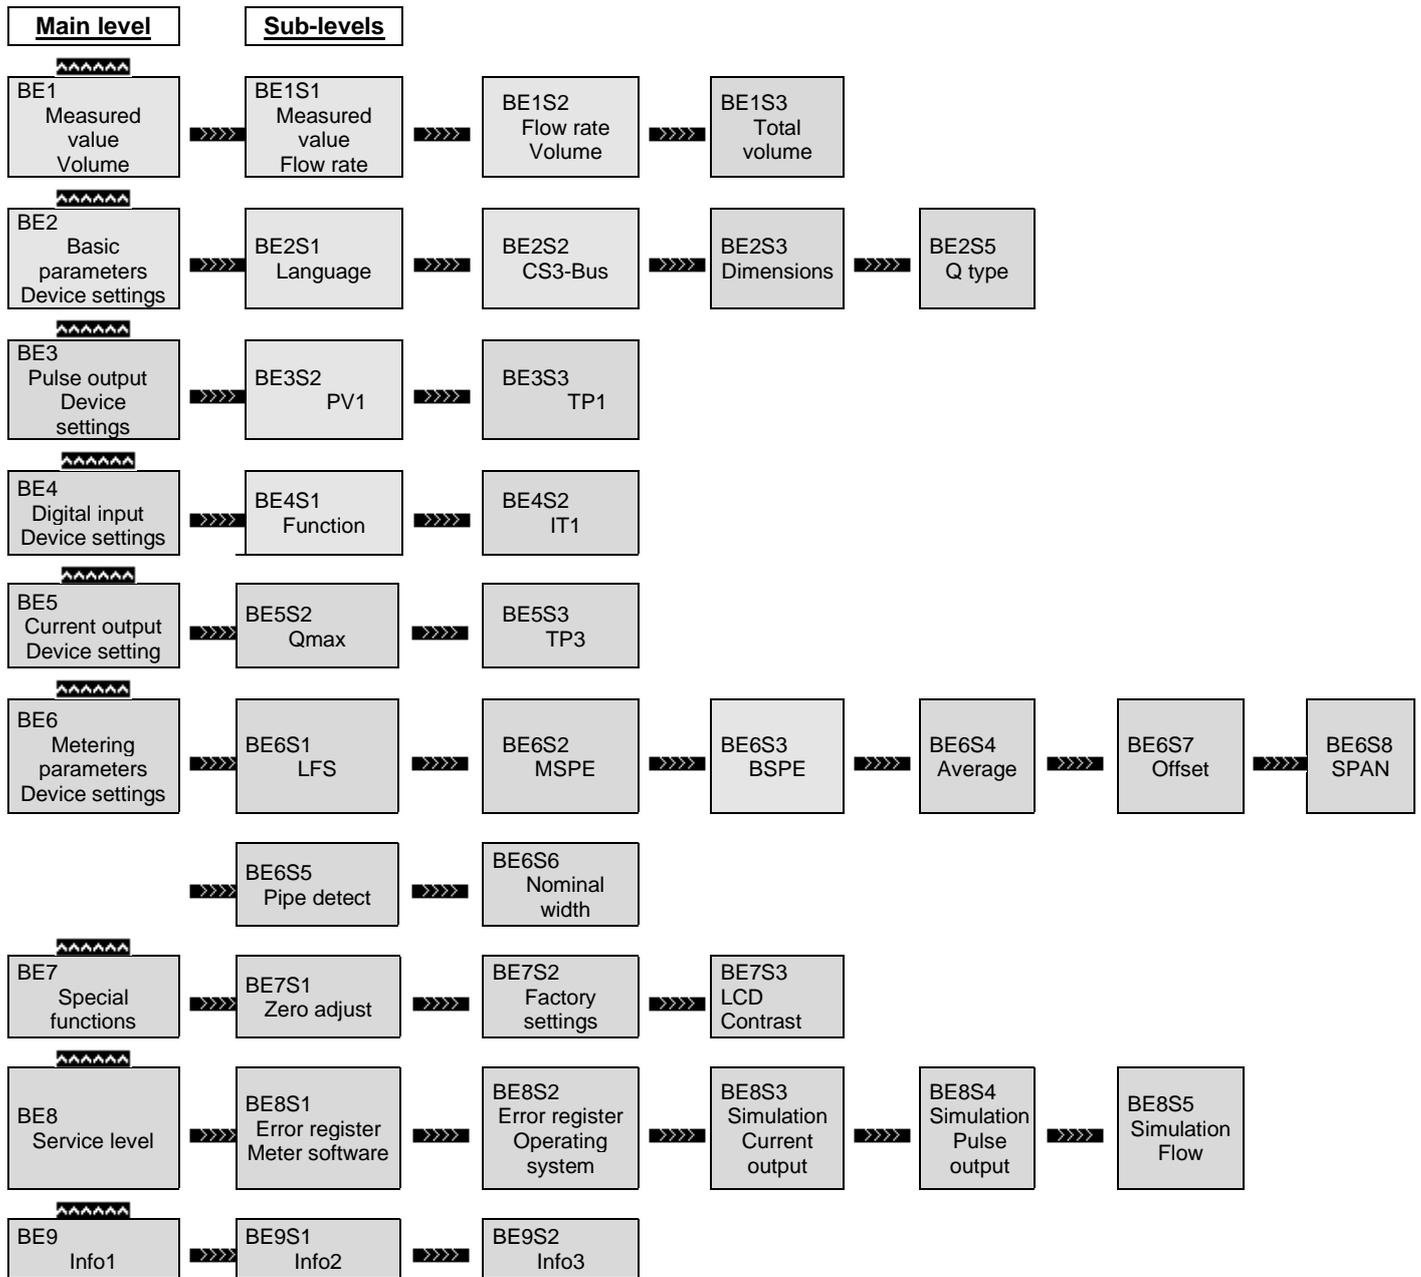 Main level
Sub-levels
BE1
Measured
value
Volume
BE1S1
Measured
value
Flow rate
BE1S2
Flow rate
Volume
BE1S3
Total
volume
BE2
Basic
parameters
Device settings
BE2S1
Language
BE2S2
CS3-Bus
BE2S3
Dimensions
BE2S5
Q type
BE3
Pulse output
Device
settings
BE3S2
PV1
BE3S3
TP1
BE4
Digital input
Device settings
BE4S1
Function
BE4S2
IT1
BE5
Current output
Device setting
BE5S2
Qmax
BE5S3
TP3
BE6
Metering
parameters
Device settings
BE6S1
LFS
BE6S2
MSPE
BE6S3
BSPE
BE6S4
Average
BE6S7
Offset
BE6S8
SPAN
BE6S5
Pipe detect
BE6S6
Nominal
width
BE7
Special
functions
BE7S1
Zero adjust
BE7S2
Factory
settings
BE7S3
LCD
Contrast
BE8
Service level
BE8S1
Error register
Meter software
BE8S2
Error register
Operating
system
BE8S3
Simulation
Current
output
BE8S4
Simulation
Pulse
output
BE8S5
Simulation
Flow
BE9
Info1
BE9S1
Info2
BE9S2
Info3